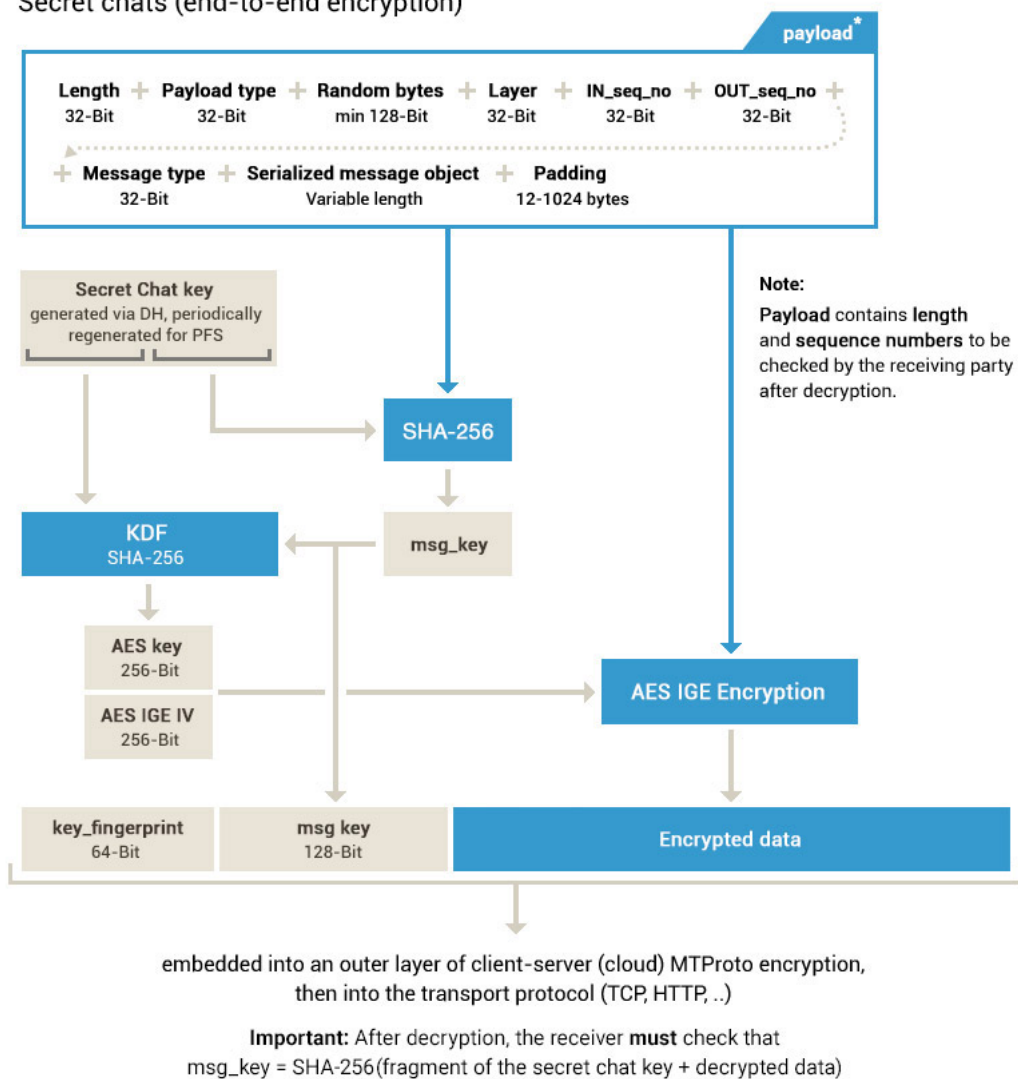 Secret chats (end-to-end encryption)
payload*
Length + Payload type + Random bytes + Layer + IN_seq_no + OUT_seq_no +
32-Bit 32-Bit min 128-Bit 32-Bit 32-Bit 32-Bit
+ Message type + Serialized message object + Padding
32-Bit Variable length 12-1024 bytes
Note:
Payload contains length
and sequence numbers to be
checked by the receiving party
after decryption.
Secret Chat key
generated via DH, periodically
regenerated for PFS
SHA-256
KDF
SHA-256
msg_key
AES key
256-Bit
AES IGE IV
256-Bit
AES IGE Encryption
key_fingerprint
64-Bit
msg key
128-Bit
Encrypted data
embedded into an outer layer of client-server (cloud) MTProto encryption,
then into the transport protocol (TCP, HTTP, ..)
Important: After decryption, the receiver must check that
msg_key = SHA-256(fragment of the secret chat key + decrypted data)